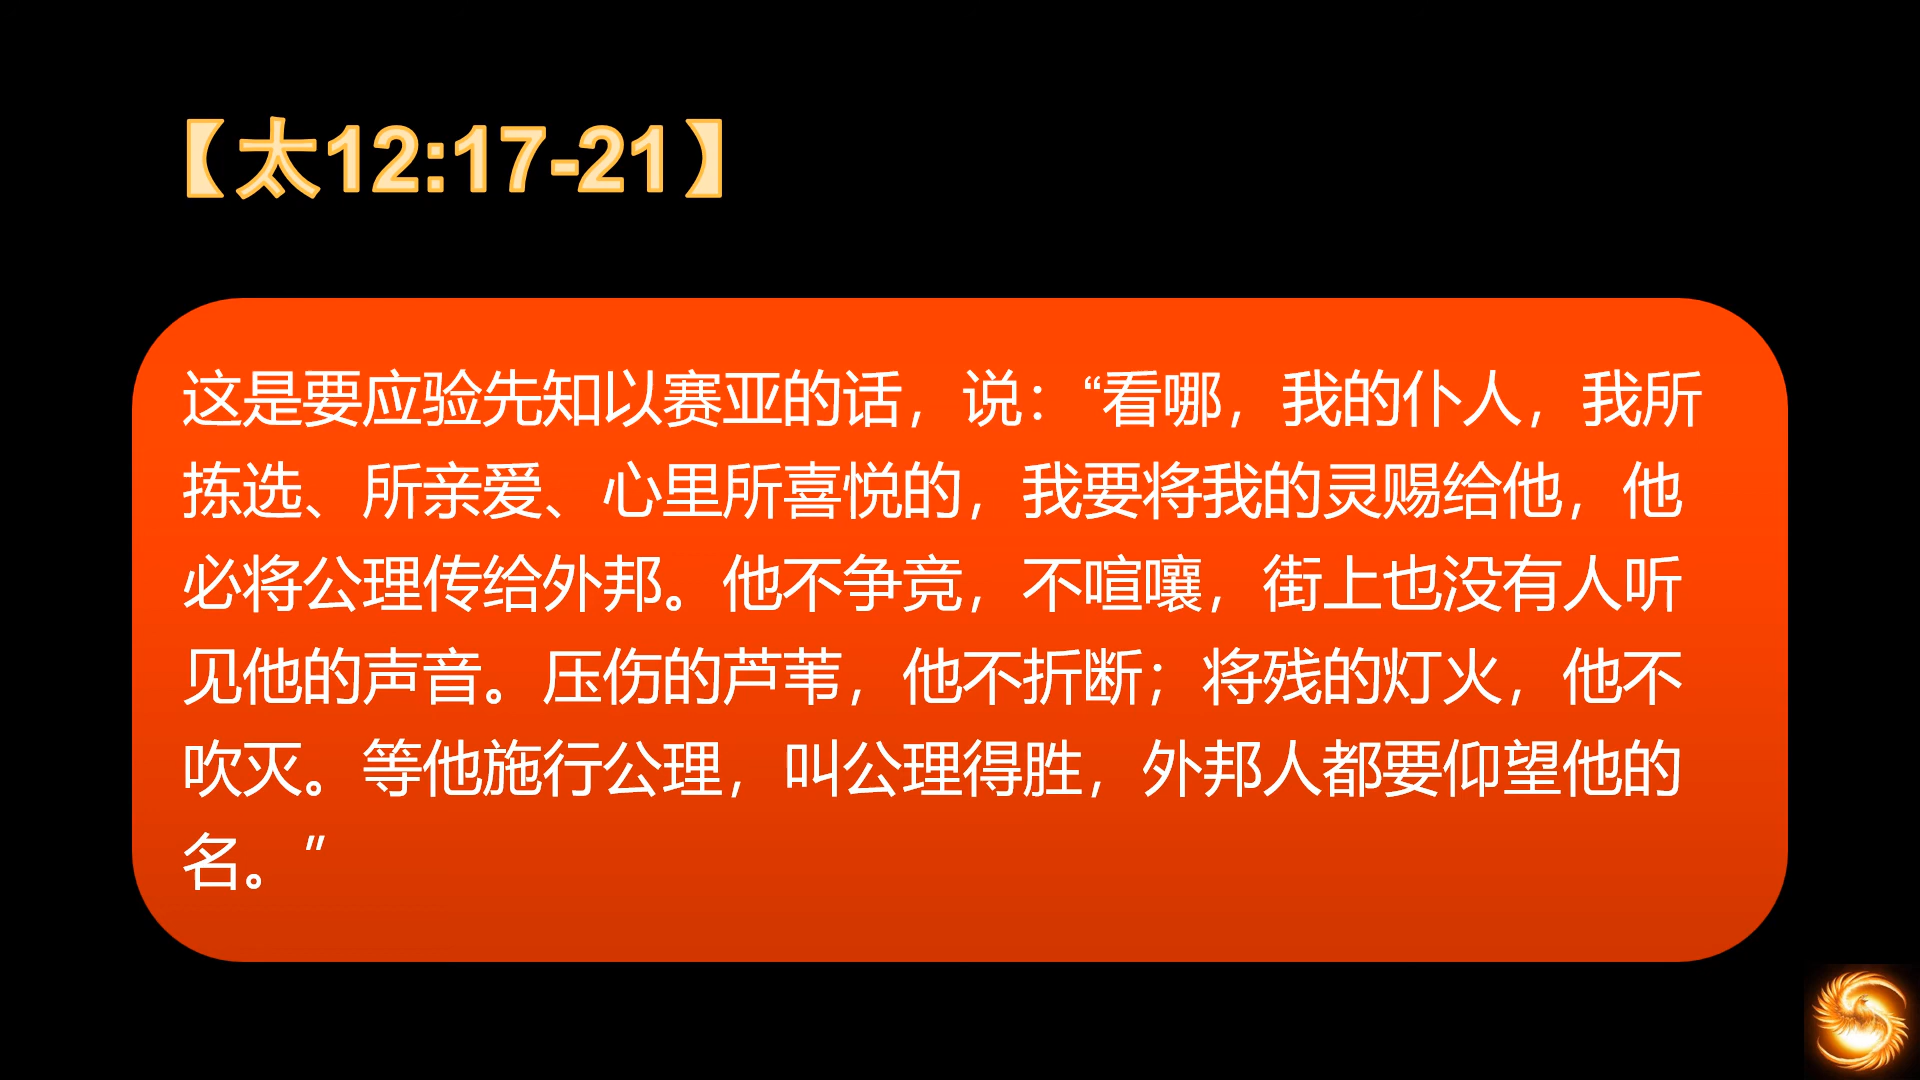 【太12:17-21】
这是要应验先知以赛亚的话，说：“看哪，我的仆人，我所
拣选、所亲爱、心里所喜悦的，我要将我的灵赐给他，他
必将公理传给外邦。他不争竞，不喧嚷，街上也没有人听
见他的声音。压伤的芦苇，他不折断；将残的灯火，他不
吹灭。等他施行公理，叫公理得胜，外邦人都要仰望他的
名。”